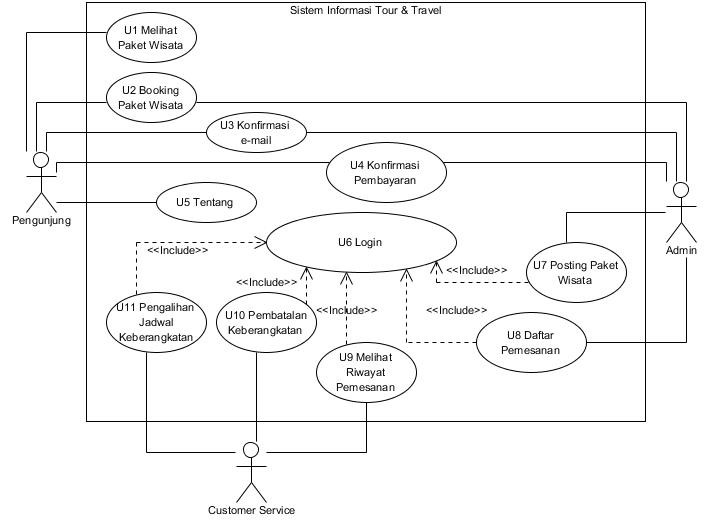 Sistem Informasi Tour & Travel
U1 Melihat
Paket Wisata
U2 Booking
Paket Wisata
U3 Konfirmasi
e-mail
U4 Konfirmasi
Pembayaran
Pengunjung
U5 Tentang
Admin
U6 Login
<<Include>>
<<Include>>
U7 Posting Paket
Wisata
<<Include>>
U11 Pengalihan
Jadwal
Keberangkatan
U10 Pembatalan
Keberangkatan
<<Include>>
<<Include>>
U8 Daftar
Pemesanan
U9 Melihat
Riwayat
Pemesanan
Customer Service